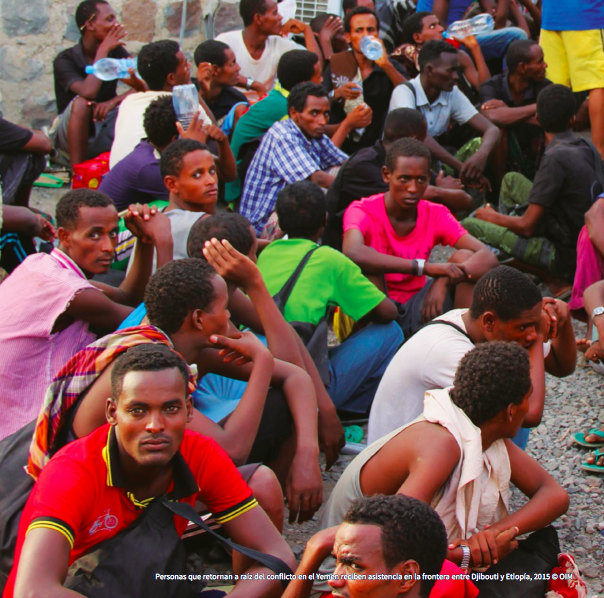 Personas que retornan a raíz del conflicto en el Yemen reciben asistencia en la frontera entre Djibouti y Etiopía, 2015 © OIM